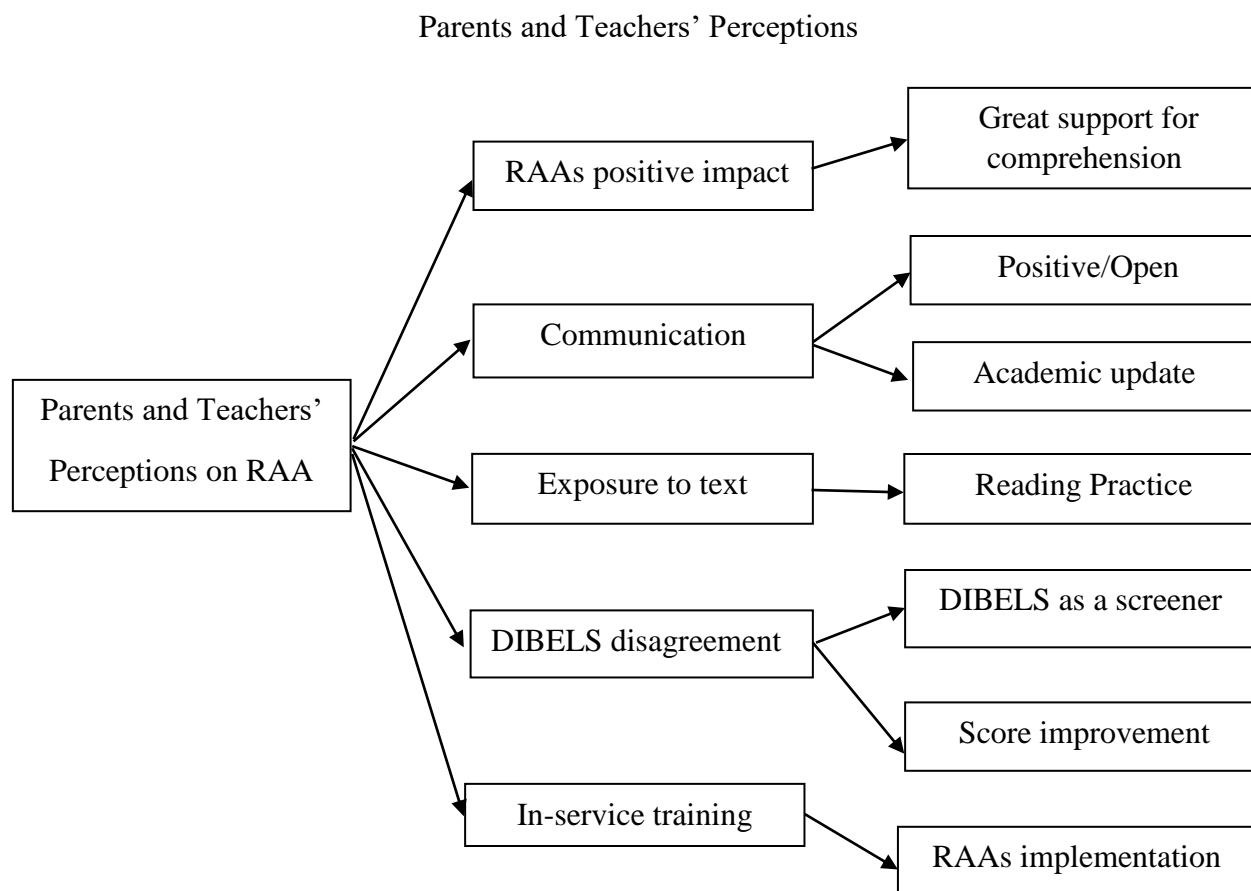 Parents and Teachers’ Perceptions
Great support for
comprehension
RAAs positive impact
Positive/Open
Communication
Academic update
Parents and Teachers’
Perceptions on RAA
Exposure to text
Reading Practice
DIBELS as a screener
DIBELS disagreement
Score improvement
In-service training
RAAs implementation